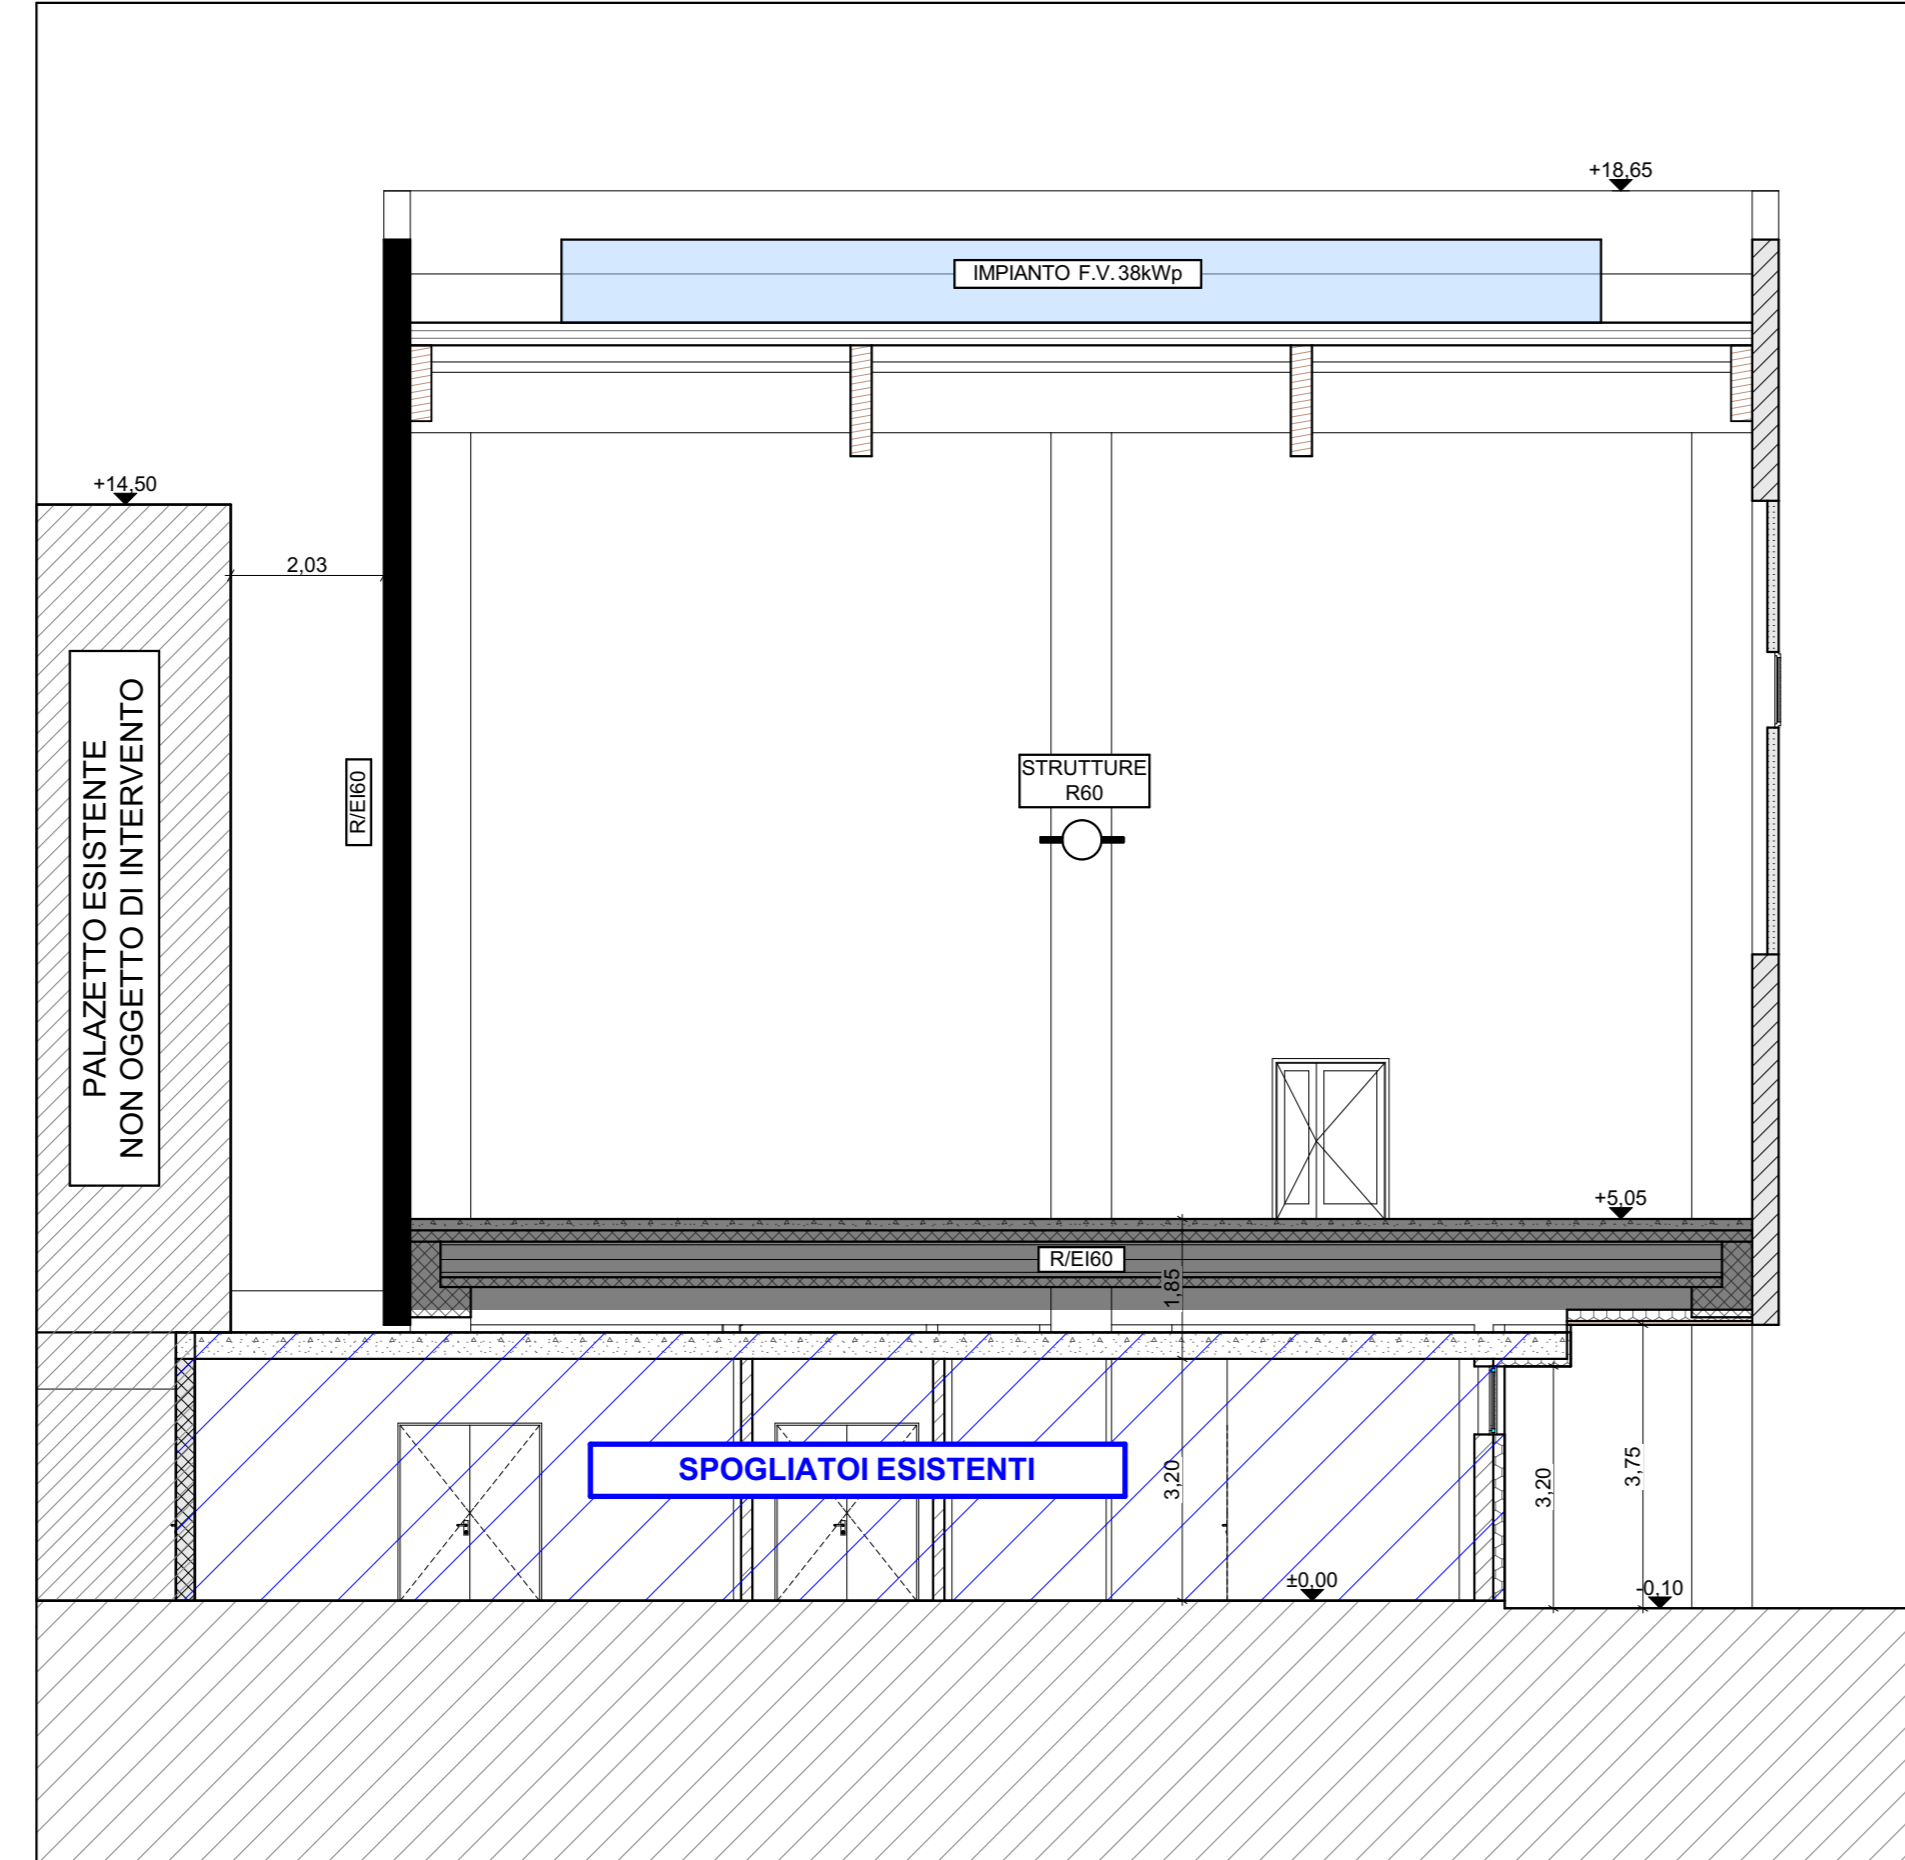 +18,65
IMPIANTO F.V. 38kWp
+14,50
2,03
PALAZETTO ESISTENTE
NON OGGETTO DI INTERVENTO
R/EI60
STRUTTURE
R60
+5,05
R/EI60
1,85
SPOGLIATOI ESISTENTI
3,20
3,20
3,75
±0,00
-0,10